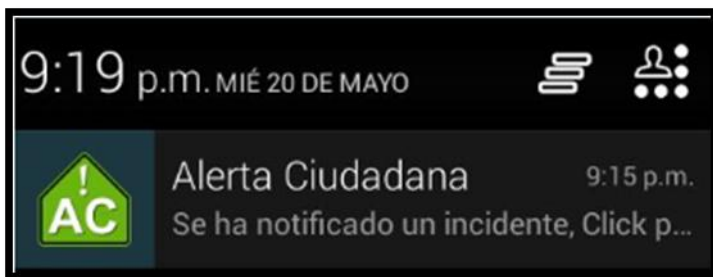 9:19 p.m. MIÉ 20 DE MAYO
! AC
Alerta Ciudadana 9:15 p.m.
Se ha notificado un incidente, Click p...